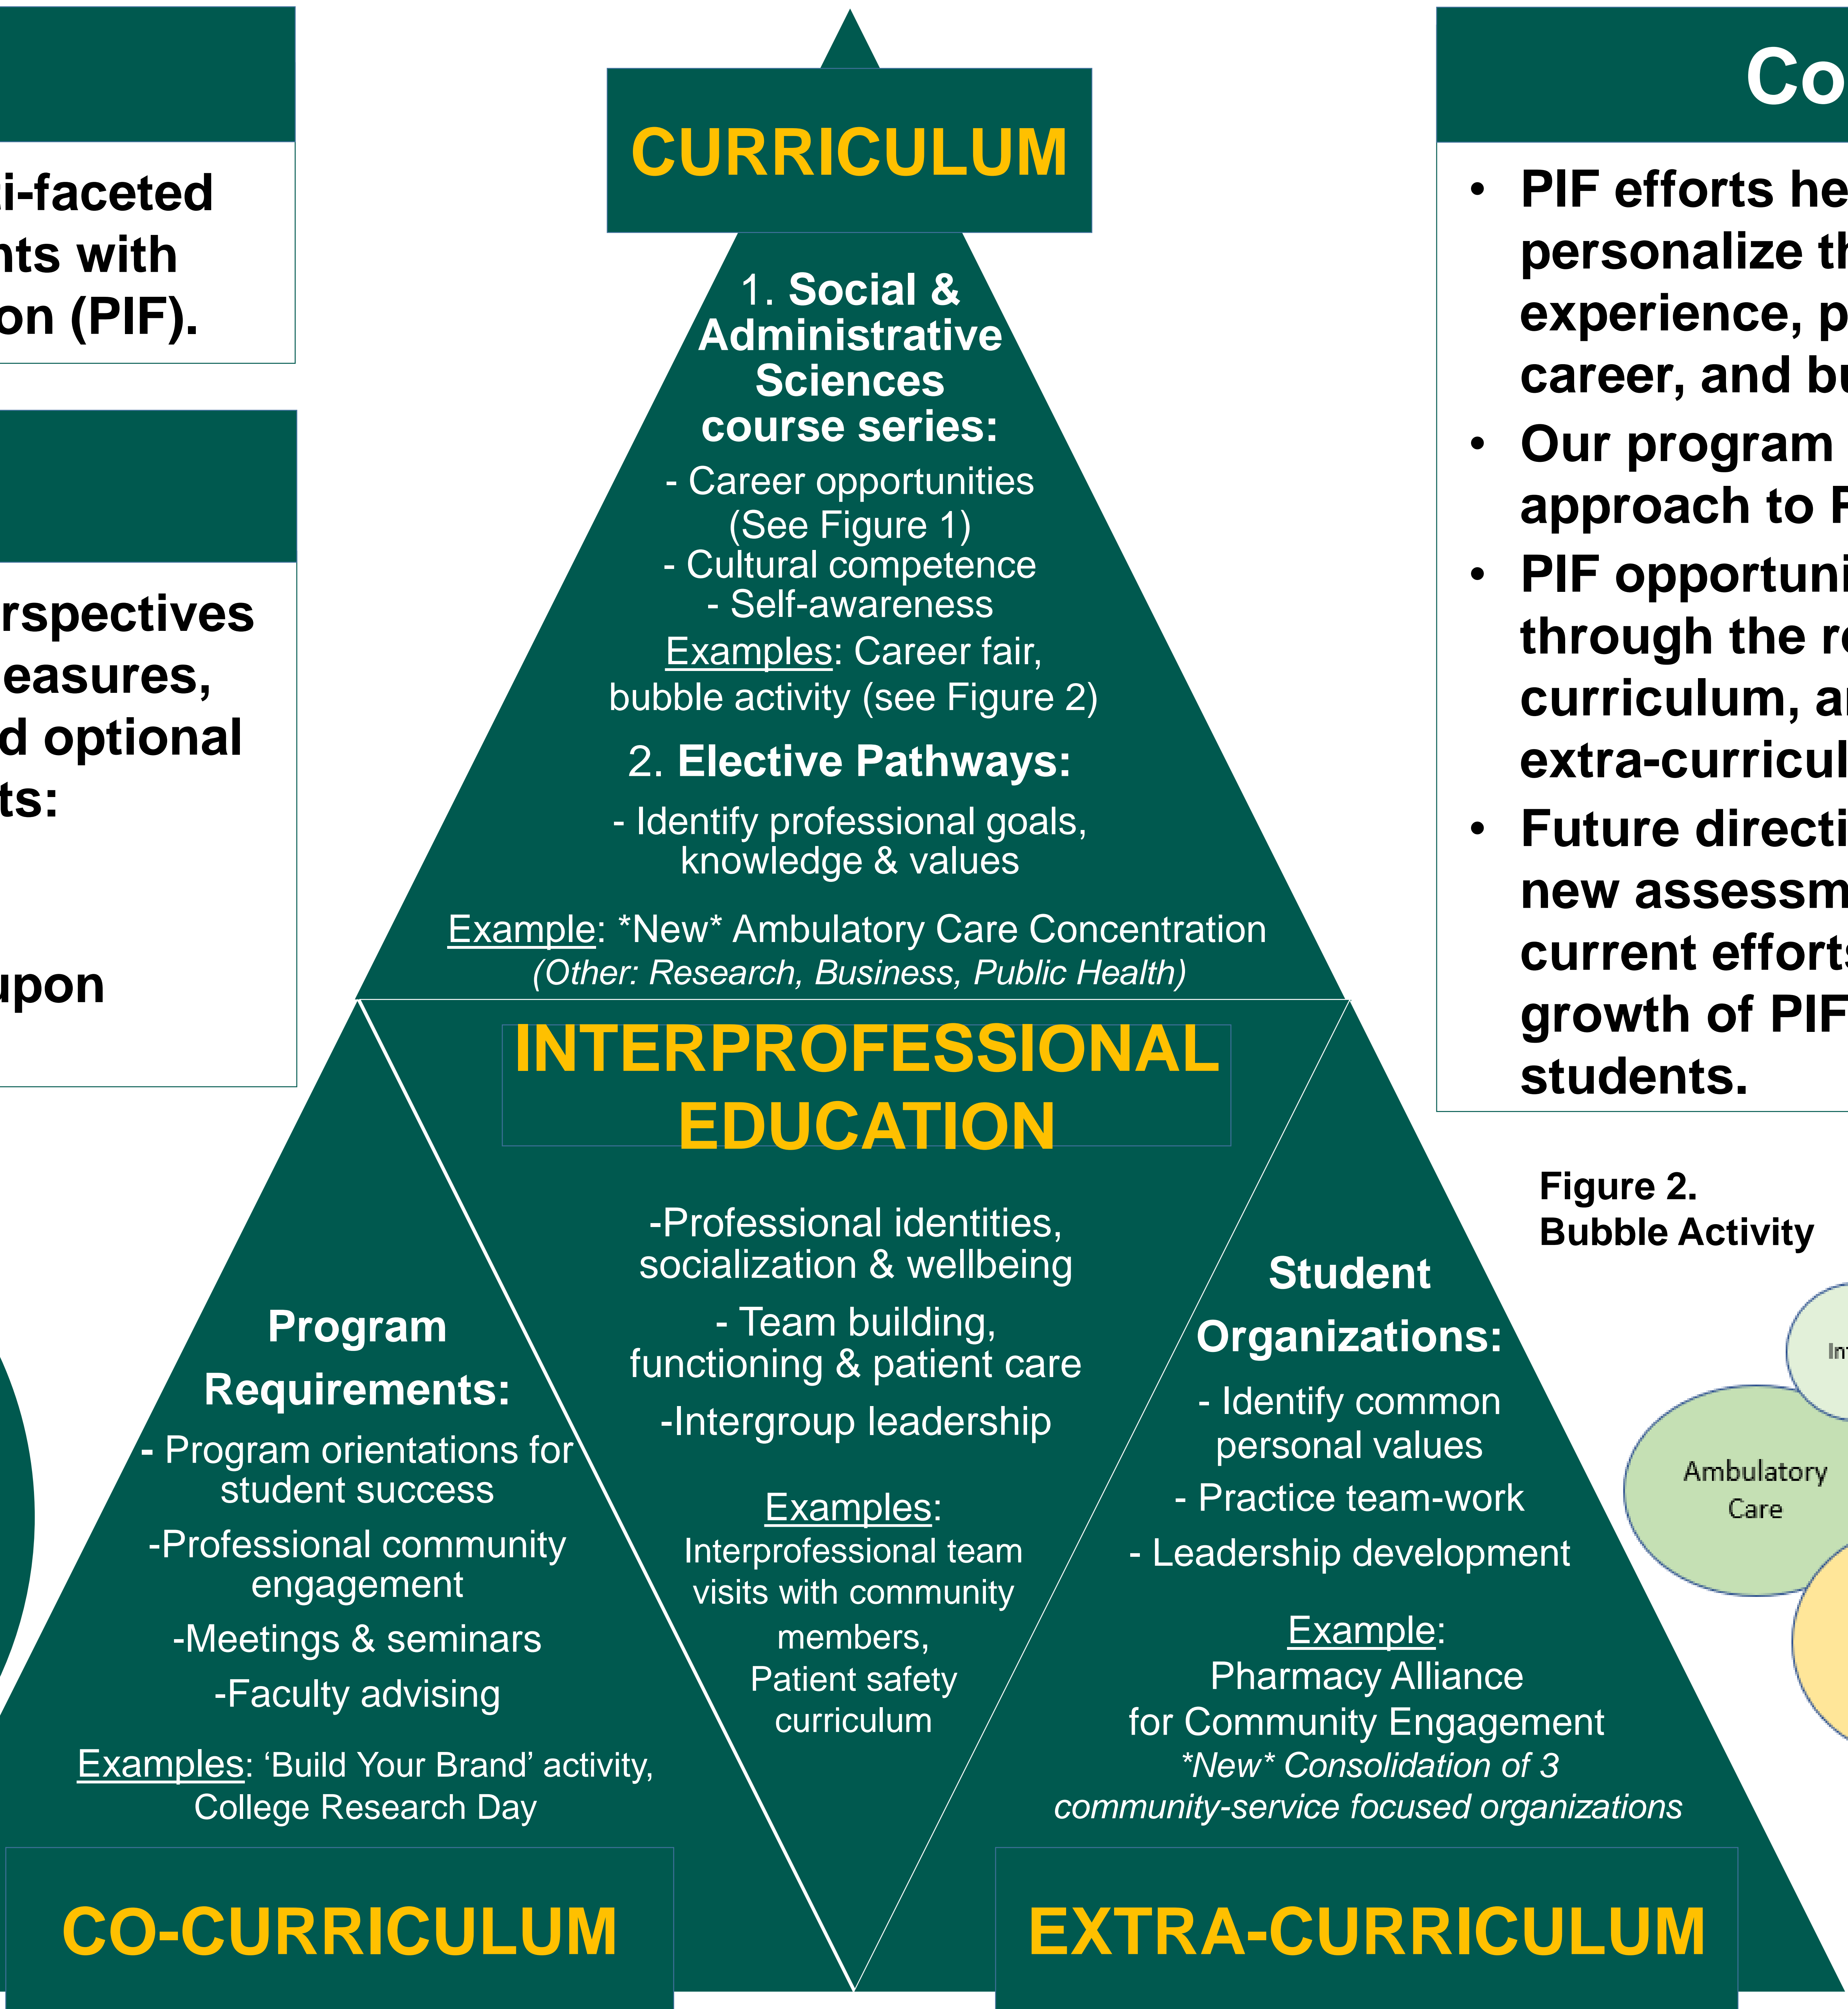 ti-faceted
nts with
on (PIF).
rspectives
easures,
d optional
ts:
upon
CURRICULUM
1. Social &
Administrative
Sciences
course series:
- Career opportunities
(See Figure 1)
- Cultural competence
- Self-awareness
Examples: Career fair,
bubble activity (see Figure 2)
2. Elective Pathways:
- Identify professional goals,
knowledge & values
Example: *New* Ambulatory Care Concentration
(Other: Research, Business, Public Health)
INTERPROFESSIONAL
EDUCATION
-Professional identities,
socialization & wellbeing
- Team building,
functioning & patient care
-Intergroup leadership
Examples:
Interprofessional team
visits with community
members,
Patient safety
curriculum
Program
Requirements:
- Program orientations for
student success
-Professional community
engagement
-Meetings & seminars
-Faculty advising
Examples: ‘Build Your Brand’ activity,
College Research Day
CO-CURRICULUM
Student
Organizations:
- Identify common
personal values
- Practice team-work
- Leadership development
Example:
Pharmacy Alliance
for Community Engagement
*New* Consolidation of 3
community-service focused organizations
EXTRA-CURRICULUM
Co
• PIF efforts he
personalize th
experience, p
career, and bu
• Our program
approach to P
• PIF opportuni
through the re
curriculum, an
extra-curricul
• Future directi
new assessm
current efforts
growth of PIF
students.
Figure 2.
Bubble Activity
Int
Ambulatory
Care